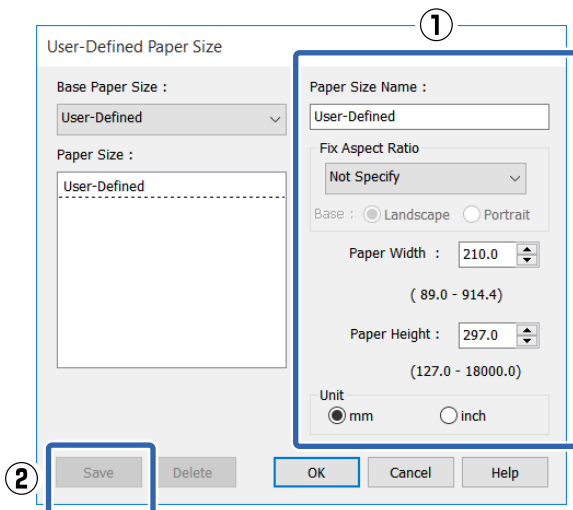 ①
User-Defined Paper Size
Base Paper Size :
User-Defined
Paper Size :
User-Defined
Paper Size Name :
User-Defined
Fix Aspect Ratio
Not Specify
Base : Landscape Portrait
Paper Width : 210.0
( 89.0 - 914.4)
Paper Height : 297.0
(127.0 - 18000.0)
Unit
mm inch
②
Save Delete OK Cancel Help